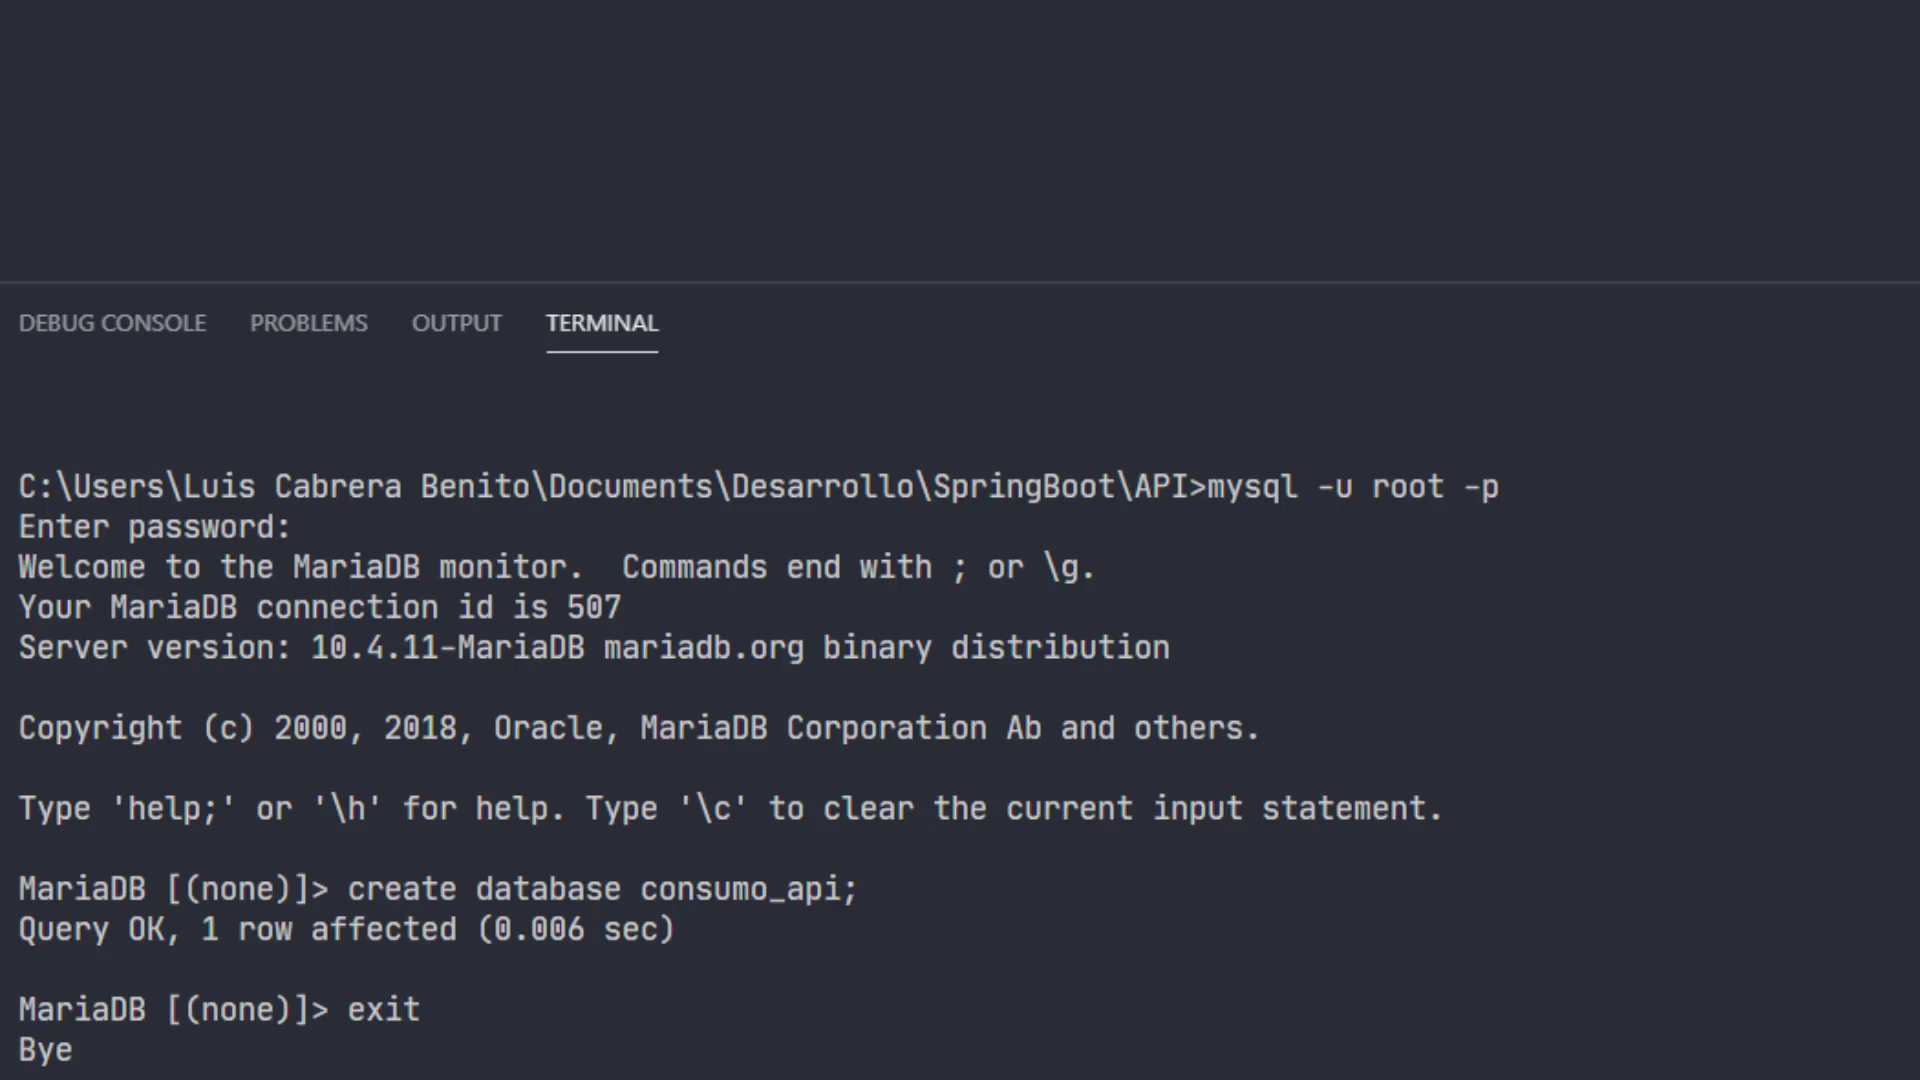 DEBUG CONSOLE PROBLEMS OUTPUT TERMINAL
C:\Users\Luis Cabrera Benito\Documents\Desarrollo\SpringBoot\API>mysql -u root -p
Enter password:
Welcome to the MariaDB monitor.  Commands end with ; or \g.
Your MariaDB connection id is 507
Server version: 10.4.11-MariaDB mariadb.org binary distribution
Copyright (c) 2000, 2018, Oracle, MariaDB Corporation Ab and others.
Type 'help;' or '\h' for help. Type '\c' to clear the current input statement.
MariaDB [(none)]> create database consumo_api;
Query OK, 1 row affected (0.006 sec)
MariaDB [(none)]> exit
Bye